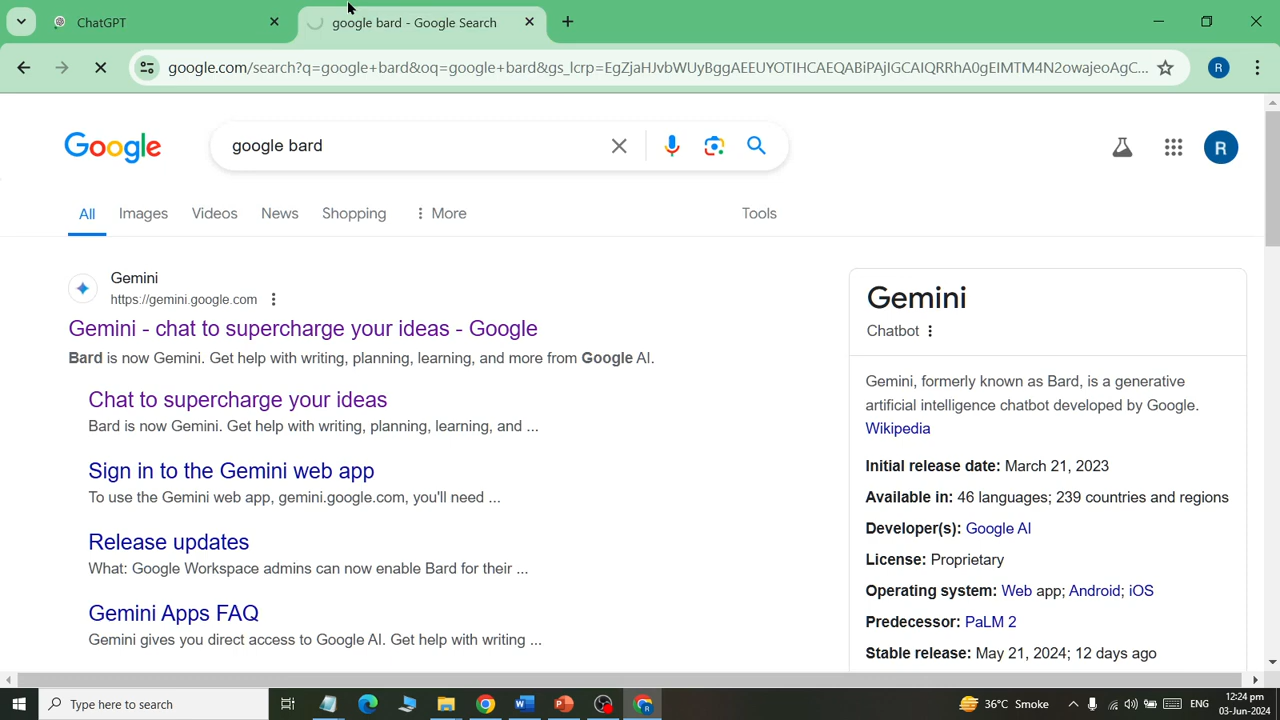 ChatGPT
google bard - Google Search
google.com/search?q=google+bard&oq=google+bard&gs_lcrp=EgZjaHJvbWUyBggAEEUYOTIHCAEQABiPAjIGCAIQRRhA0gEIMTM4N2owajeoAgC...
R
Google
google bard
R
All
Images
Videos
News
Shopping
More
Tools
Gemini
https://gemini.google.com
Gemini - chat to supercharge your ideas - Google
Bard is now Gemini. Get help with writing, planning, learning, and more from Google AI.
Chat to supercharge your ideas
Bard is now Gemini. Get help with writing, planning, learning, and ...
Sign in to the Gemini web app
To use the Gemini web app, gemini.google.com, you'll need ...
Release updates
What: Google Workspace admins can now enable Bard for their ...
Gemini Apps FAQ
Gemini gives you direct access to Google AI. Get help with writing ...
Gemini
Chatbot
Gemini, formerly known as Bard, is a generative
artificial intelligence chatbot developed by Google.
Wikipedia
Initial release date: March 21, 2023
Available in: 46 languages; 239 countries and regions
Developer(s): Google AI
License: Proprietary
Operating system: Web app; Android; iOS
Predecessor: PaLM 2
Stable release: May 21, 2024; 12 days ago
Type here to search
36°C Smoke
ENG
12:24 pm
03-Jun-2024